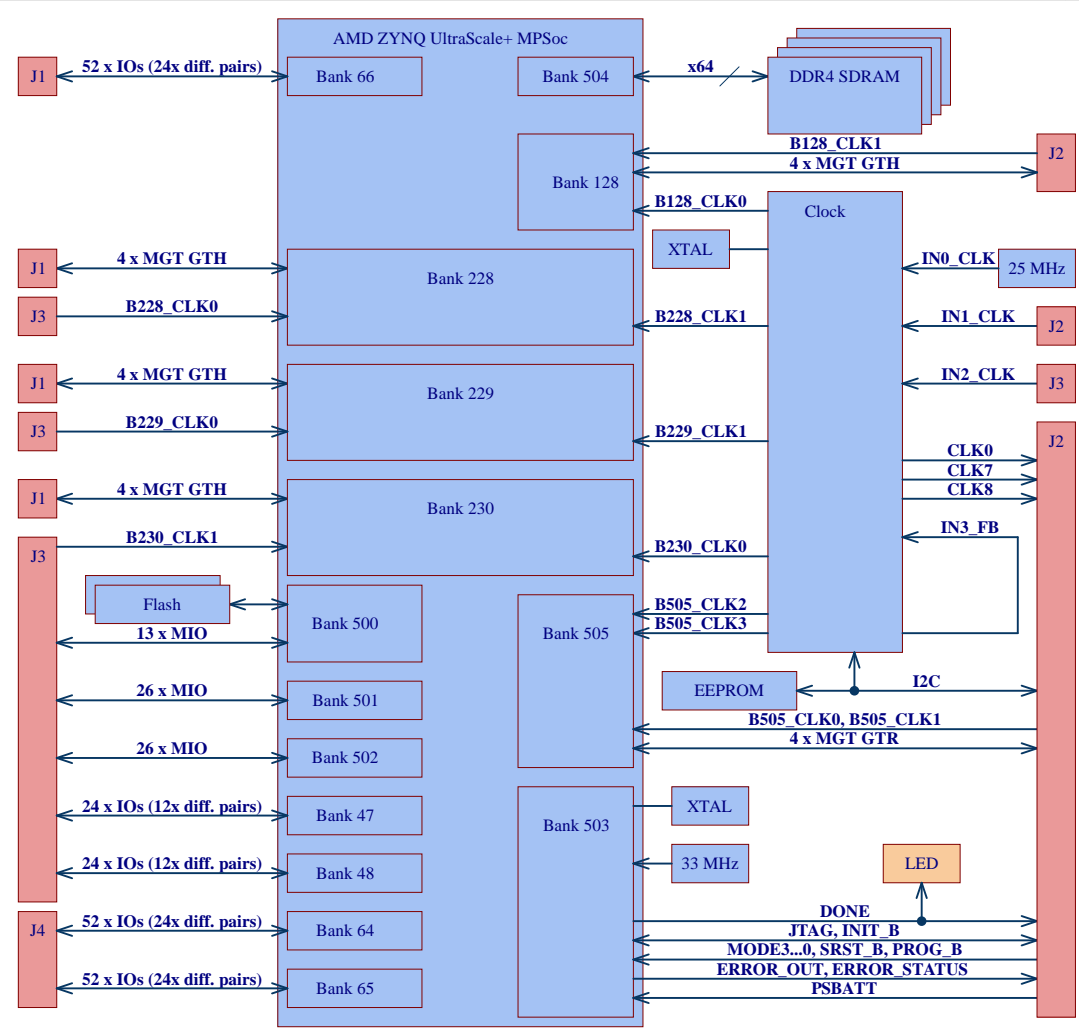 AMD ZYNQ UltraScale+ MPSoc
J1
52 x IOs (24x diff. pairs)
Bank 66
Bank 504
x64
DDR4 SDRAM
B128_CLK1
4 x MGT GTH
J2
Bank 128
B128_CLK0
Clock
XTAL
J1
4 x MGT GTH
Bank 228
IN0_CLK
25 MHz
J3
B228_CLK0
B228_CLK1
IN1_CLK
J2
J1
4 x MGT GTH
Bank 229
IN2_CLK
J3
J3
B229_CLK0
B229_CLK1
J2
CLK0
CLK7
CLK8
J1
4 x MGT GTH
Bank 230
IN3_FB
J3
B230_CLK1
B230_CLK0
Flash
Bank 500
13 x MIO
B505_CLK2
B505_CLK3
Bank 505
26 x MIO
Bank 501
EEPROM
I2C
B505_CLK0, B505_CLK1
4 x MGT GTR
26 x MIO
Bank 502
24 x IOs (12x diff. pairs)
Bank 47
Bank 503
XTAL
33 MHz
LED
24 x IOs (12x diff. pairs)
Bank 48
J4
52 x IOs (24x diff. pairs)
Bank 64
DONE
JTAG, INIT_B
MODE3...0, SRST_B, PROG_B
ERROR_OUT, ERROR_STATUS
PSBATT
52 x IOs (24x diff. pairs)
Bank 65